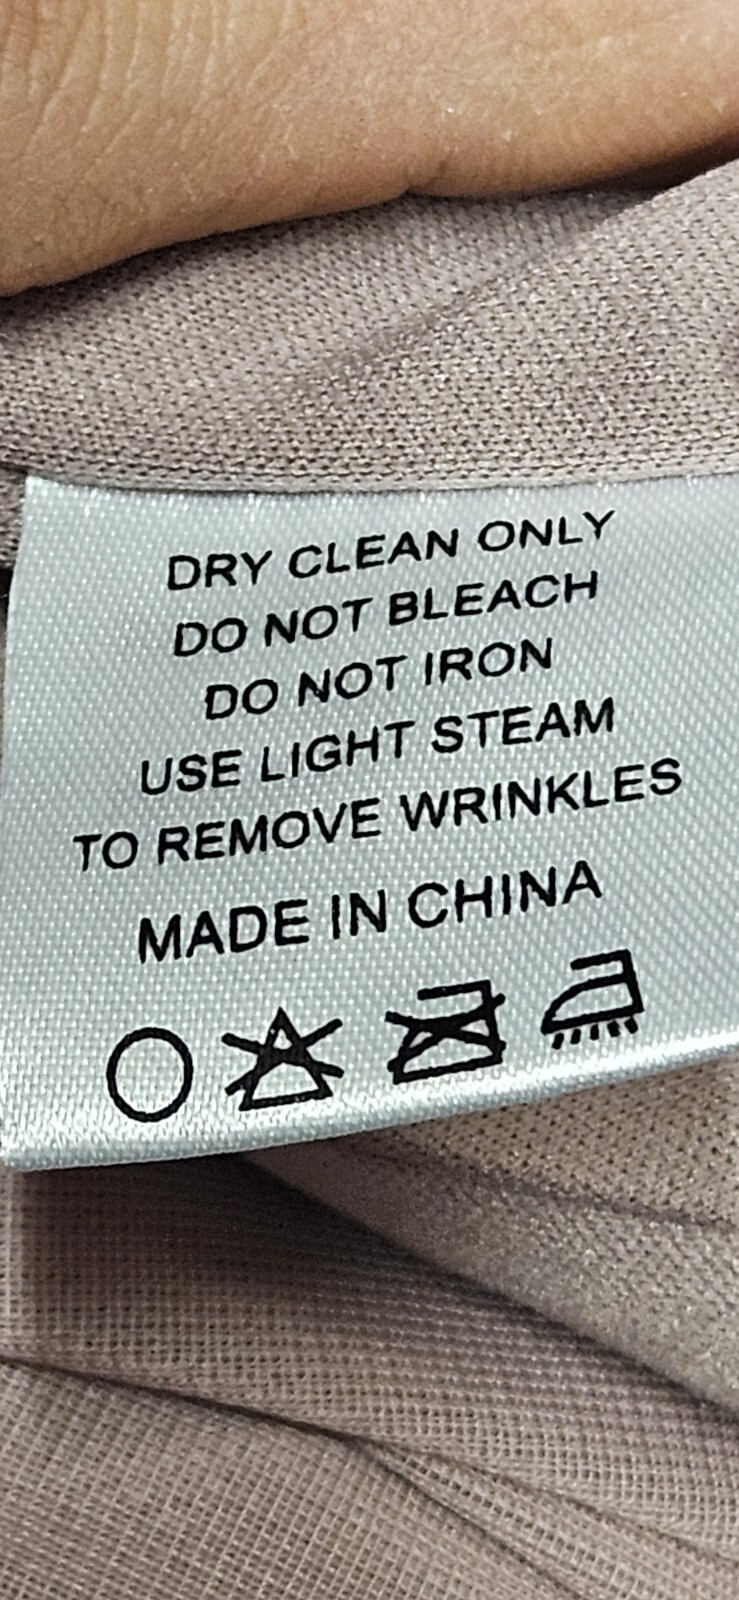 DRY CLEAN ONLY
DO NOT BLEACH
DO NOT IRON
USE LIGHT STEAM
TO REMOVE WRINKLES
MADE IN CHINA